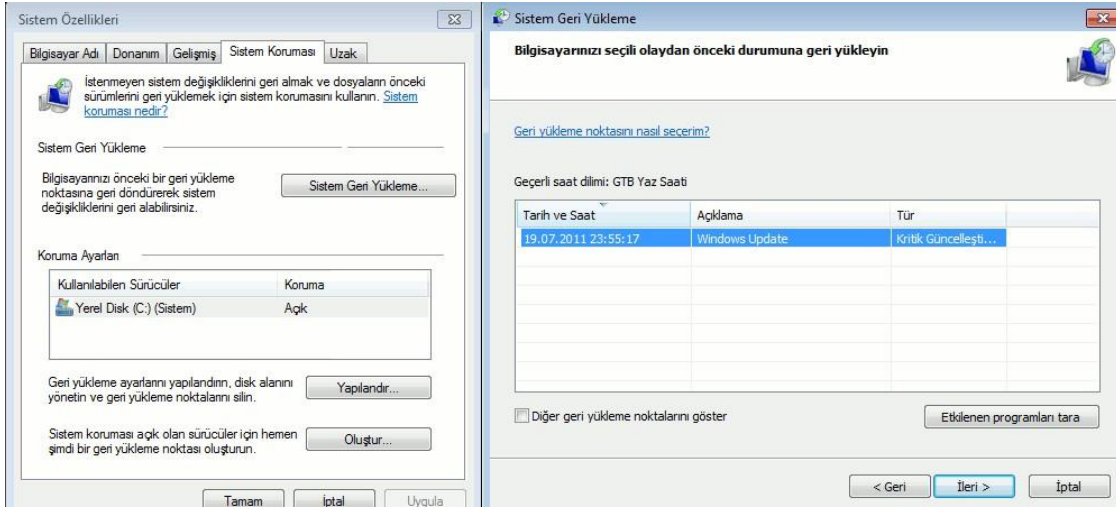 Sistem Özellikleri
Bilgisayar Adı Donanım Gelişmiş Sistem Koruması Uzak
İstenmeyen sistem değişikliklerini geri almak ve dosyaların önceki
sürümlerini geri yüklemek için sistem korumasını kullanın. Sistem
koruması nedir?
Sistem Geri Yükleme
Bilgisayarınızı önceki bir geri yükleme
noktasına geri döndürerek sistem
değişikliklerini geri alabilirsiniz.
Sistem Geri Yükleme...
Koruma Ayarları
Kullanılabilen Sürücüler Koruma
Yerel Disk (C:) (Sistem) Açık
Geri yükleme ayarlarını yapılandırın, disk alanını
yönetin ve geri yükleme noktalarını silin.
Yapılandır...
Sistem koruması açık olan sürücüler için hemen
şimdi bir geri yükleme noktası oluşturun.
Oluştur...
Tamam İptal Uygula
Sistem Geri Yükleme
Bilgisayarınızı seçili olaydan önceki durumuna geri yükleyin
Geri yükleme noktasını nasıl seçerim?
Geçerli saat dilimi: GTB Yaz Saati
Tarih ve Saat Açıklama Tür
19.07.2011 23:55:17 Windows Update Kritik Güncelleşti...
Diğer geri yükleme noktalarını göster
Etkilenen programları tara
< Geri İleri > İptal